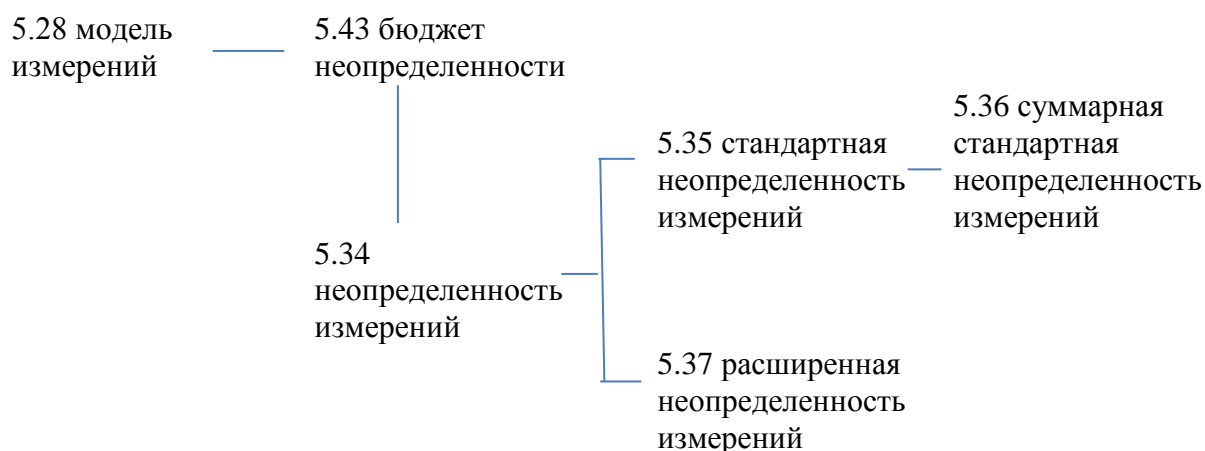 5.28 модель
измерений
5.43 бюджет
неопределенности
5.34
неопределенность
измерений
5.35 стандартная
неопределенность
измерений
5.36 суммарная
стандартная
неопределенность
измерений
5.37 расширенная
неопределенность
измерений